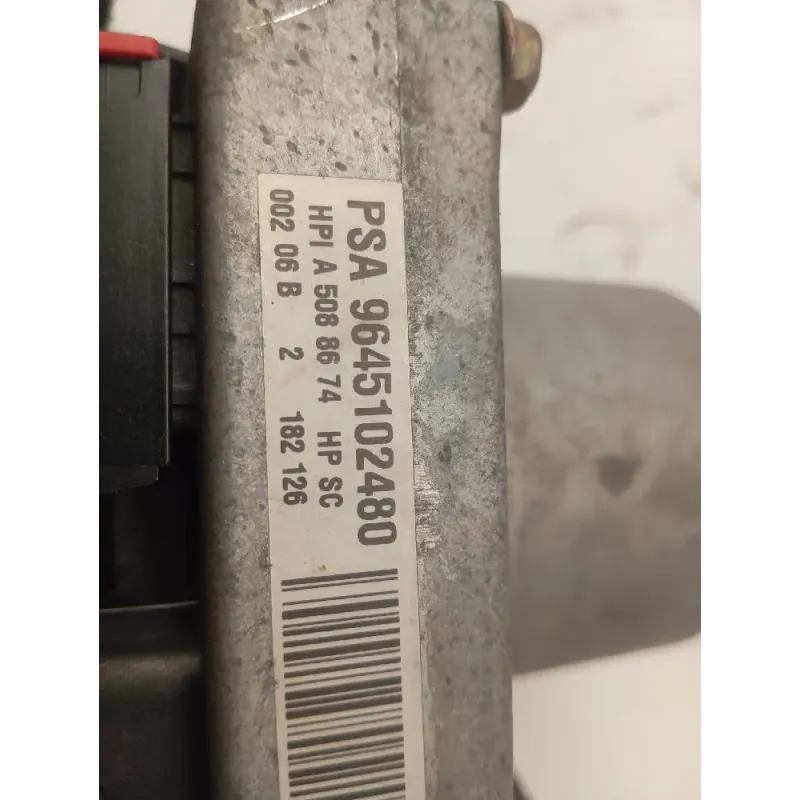 PSA 9645102480
HPI A 508 86 74 HP SC
002 06 B 2 182 126